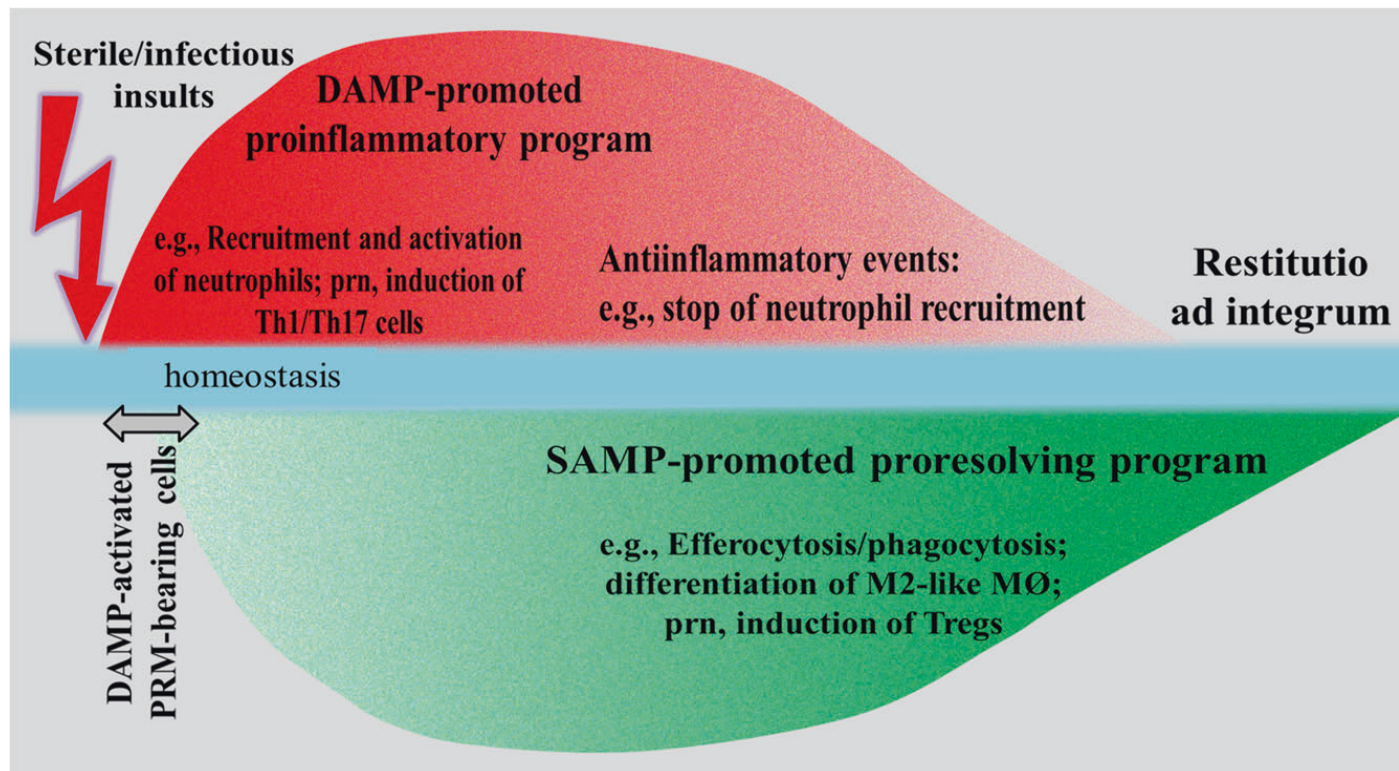 Sterile/infectious
insults
DAMP-promoted
proinflammatory program
e.g., Recruitment and activation
of neutrophils; prn, induction of
Th1/Th17 cells
Antiinflammatory events:
e.g., stop of neutrophil recruitment
Restitutio
ad integrum
homeostasis
DAMP-activated
PRM-bearing cells
SAMP-promoted proresolving program
e.g., Efferocytosis/phagocytosis;
differentiation of M2-like MØ;
prn, induction of Tregs